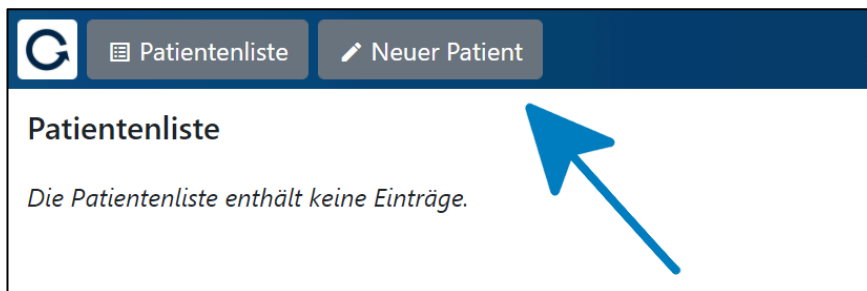 Patientenliste Neuer Patient
Patientenliste
Die Patientenliste enthält keine Einträge.